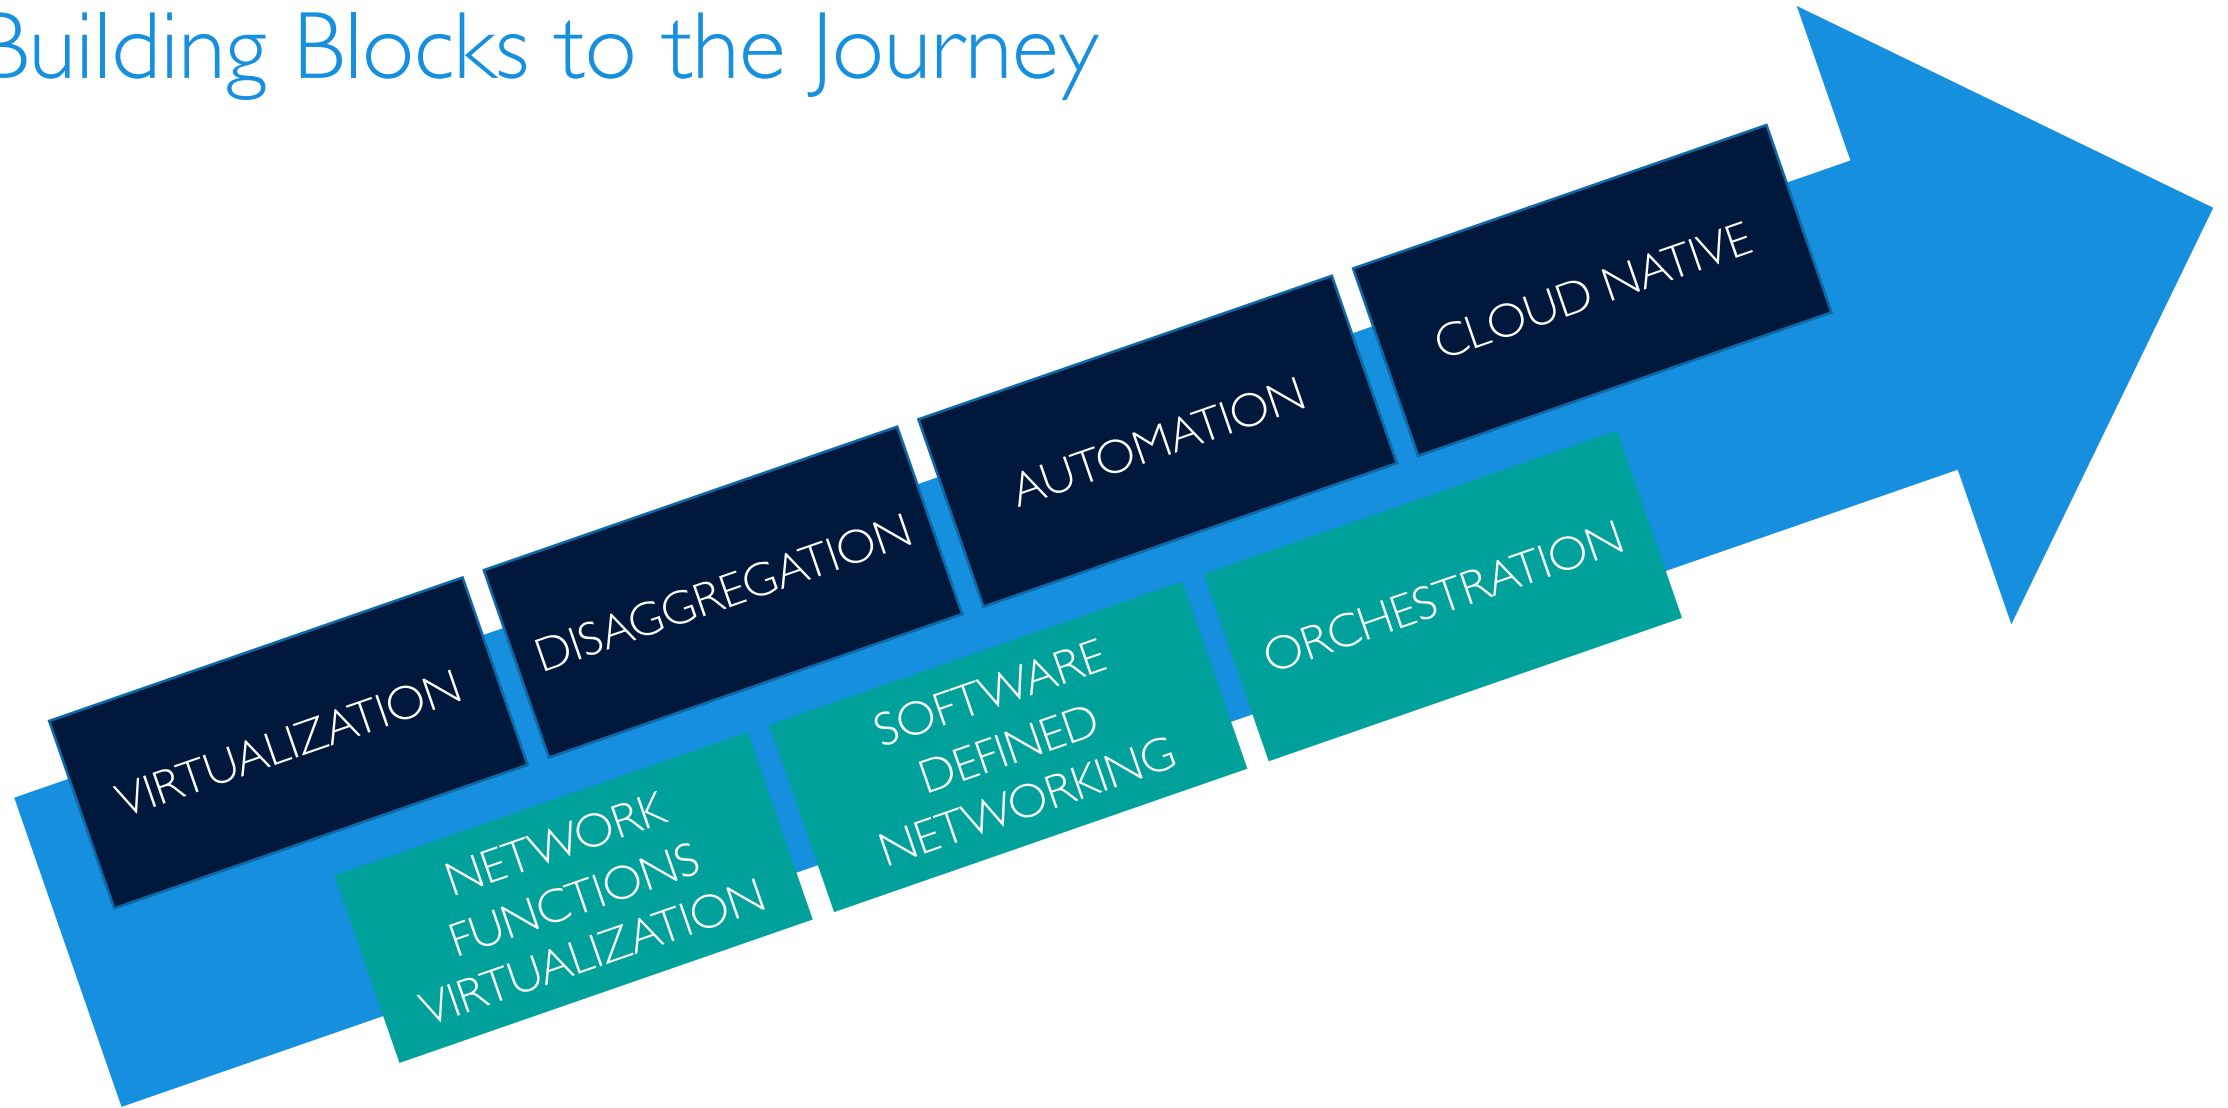 Building Blocks to the Journey
VIRTUALIZATION
DISAGGREGATION
AUTOMATION
CLOUD NATIVE
NETWORK
FUNCTIONS
VIRTUALIZATION
SOFTWARE
DEFINED
NETWORKING
ORCHESTRATION